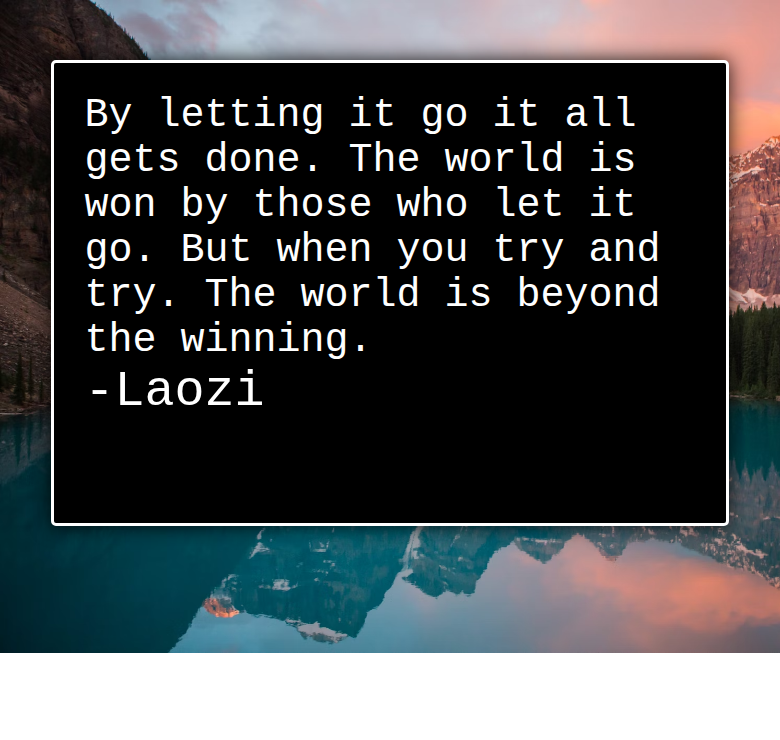 By letting it go it all
gets done. The world is
won by those who let it
go. But when you try and
try. The world is beyond
the winning.
-Laozi